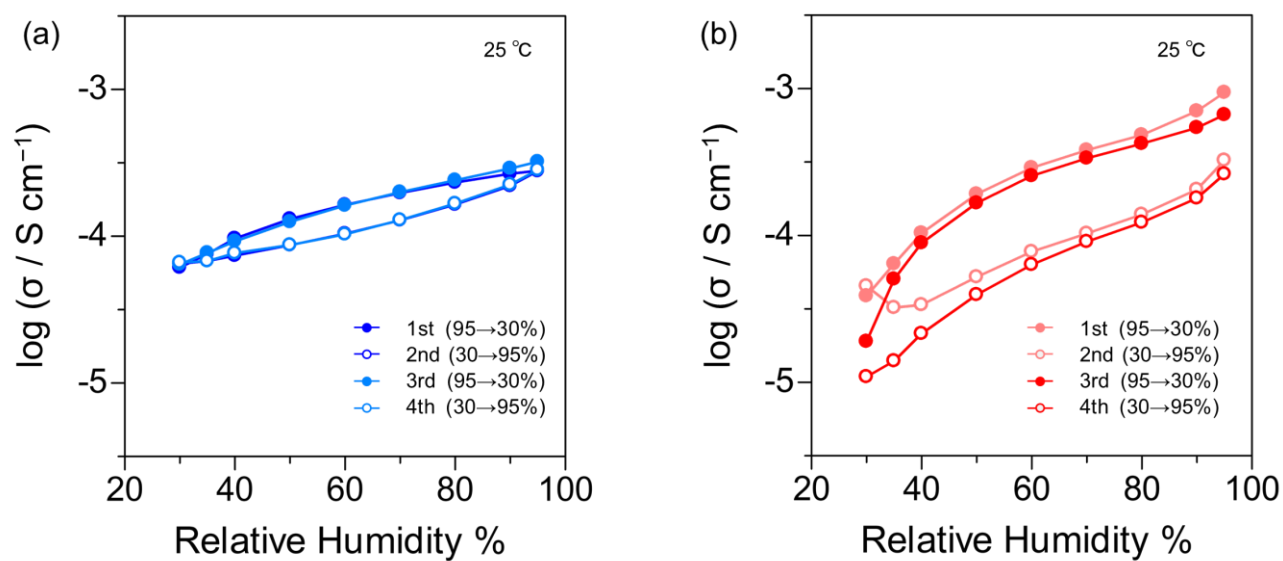 (a)
25 ℃
log (σ / S cm⁻¹)
-3
-4
-5
1st (95→30%)
2nd (30→95%)
3rd (95→30%)
4th (30→95%)
20 40 60 80 100
Relative Humidity %
(b)
25 ℃
log (σ / S cm⁻¹)
-3
-4
-5
1st (95→30%)
2nd (30→95%)
3rd (95→30%)
4th (30→95%)
20 40 60 80 100
Relative Humidity %